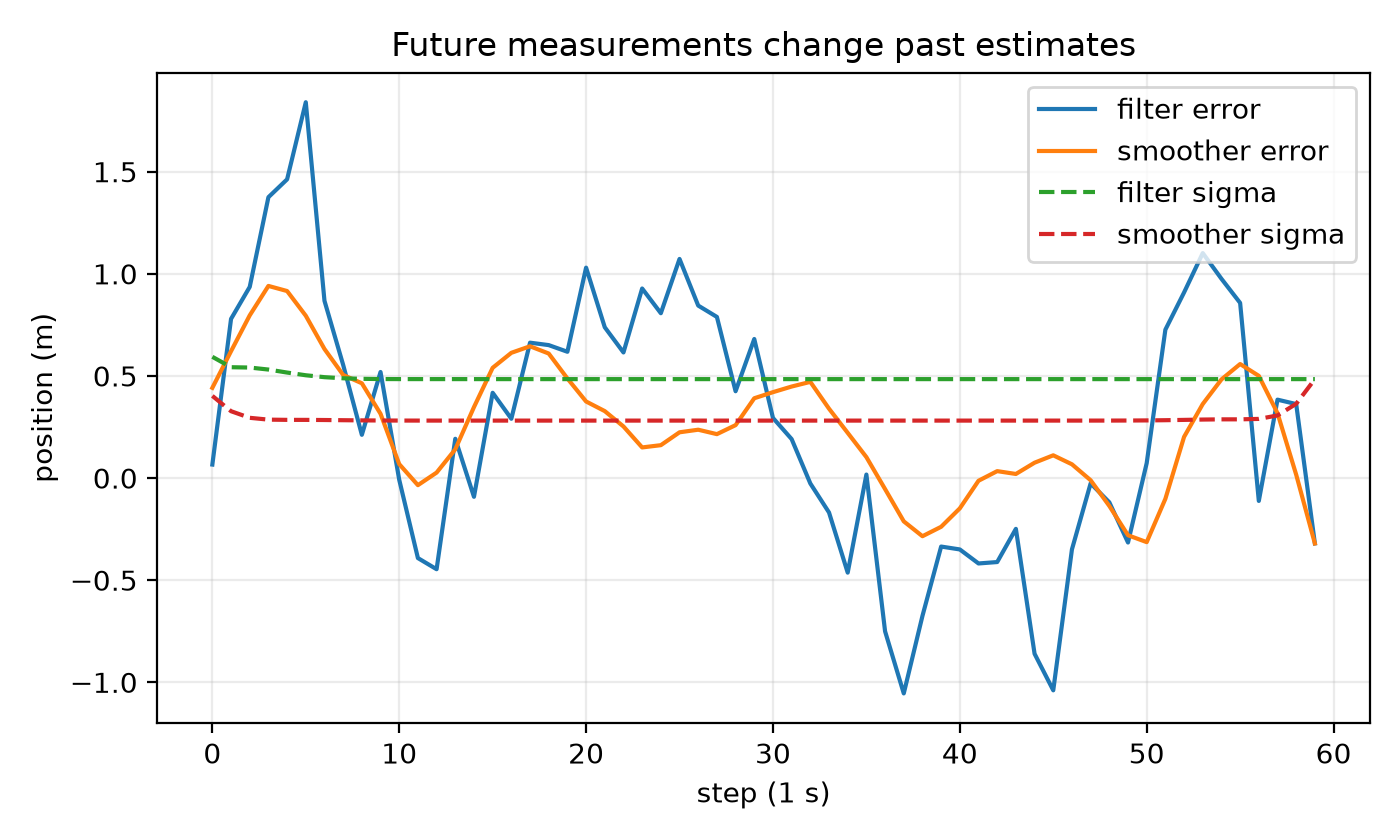 Future measurements change past estimates
filter error
smoother error
filter sigma
smoother sigma
position (m)
1.5
1.0
0.5
0.0
−0.5
−1.0
0 10 20 30 40 50 60
step (1 s)